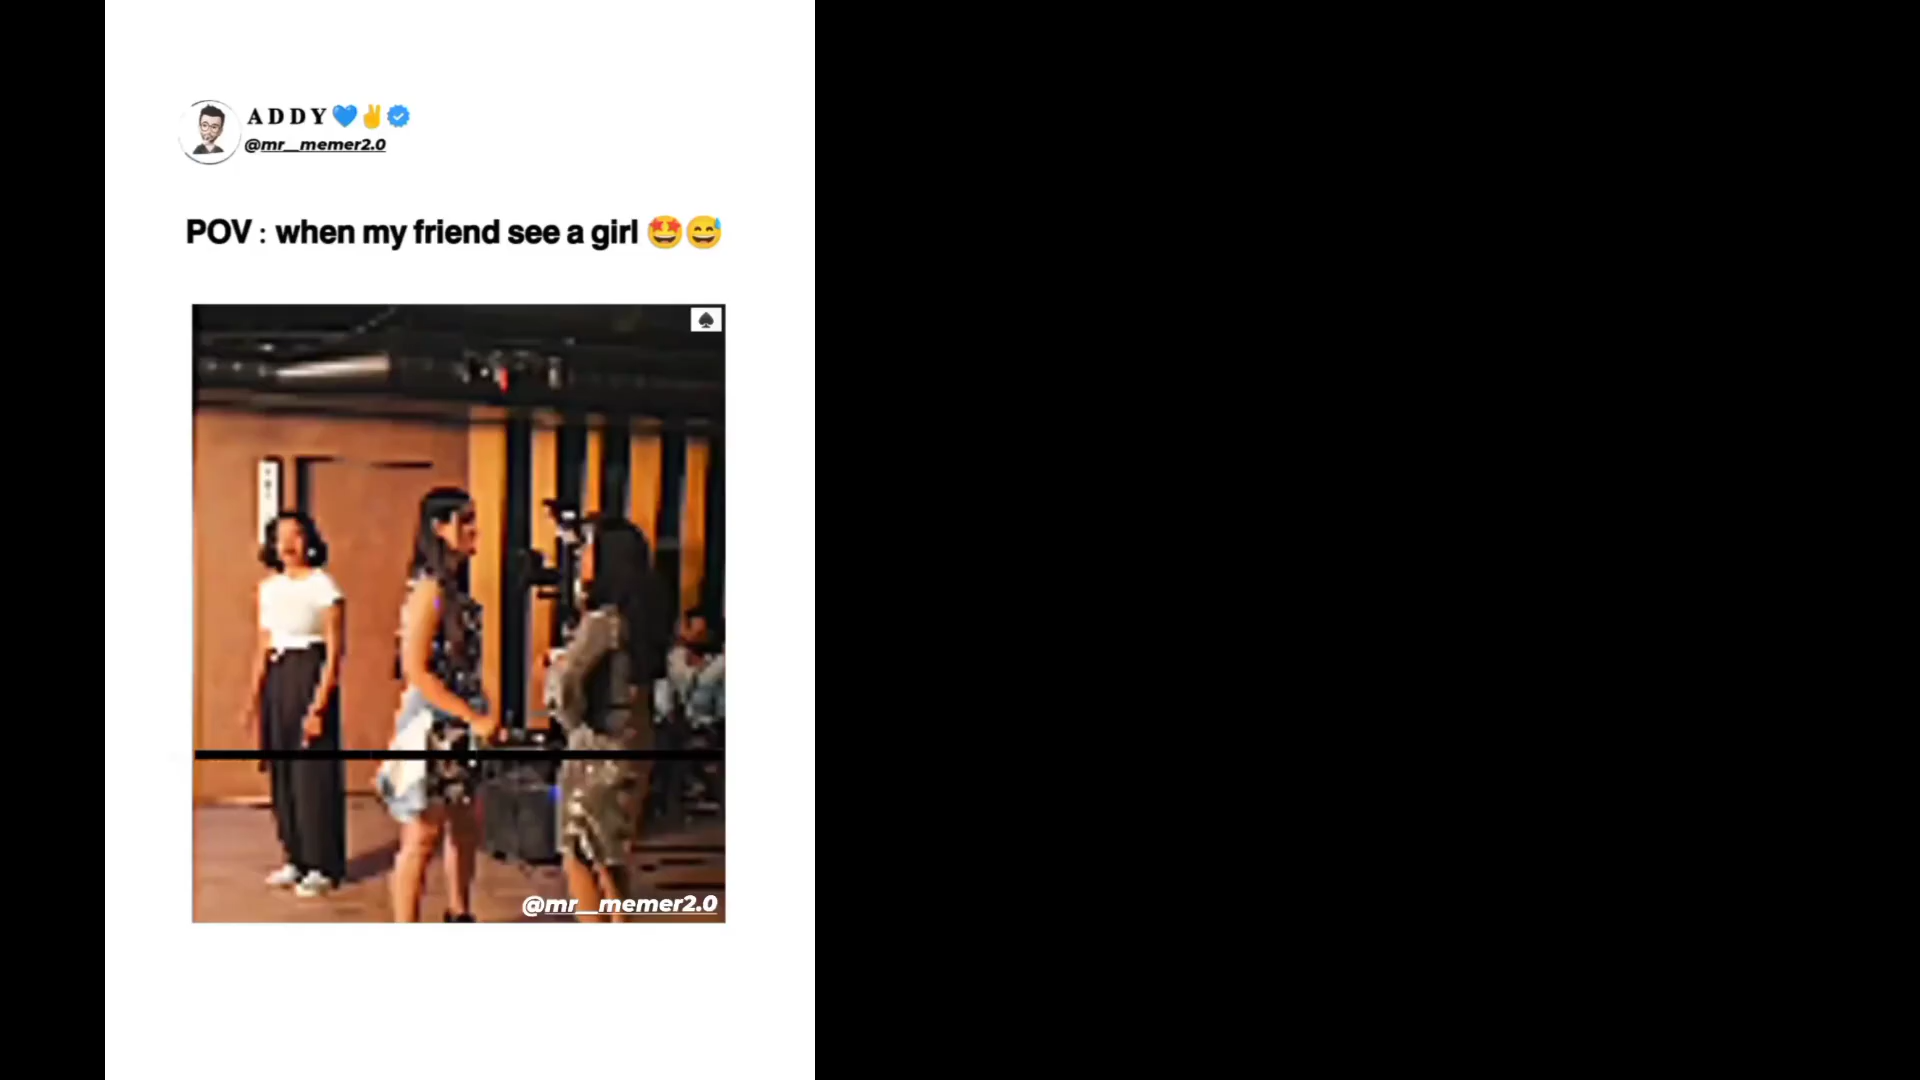 ADDY💙✌️
@mr__memer2.0
POV : when my friend see a girl 🤩😅
@mr__memer2.0